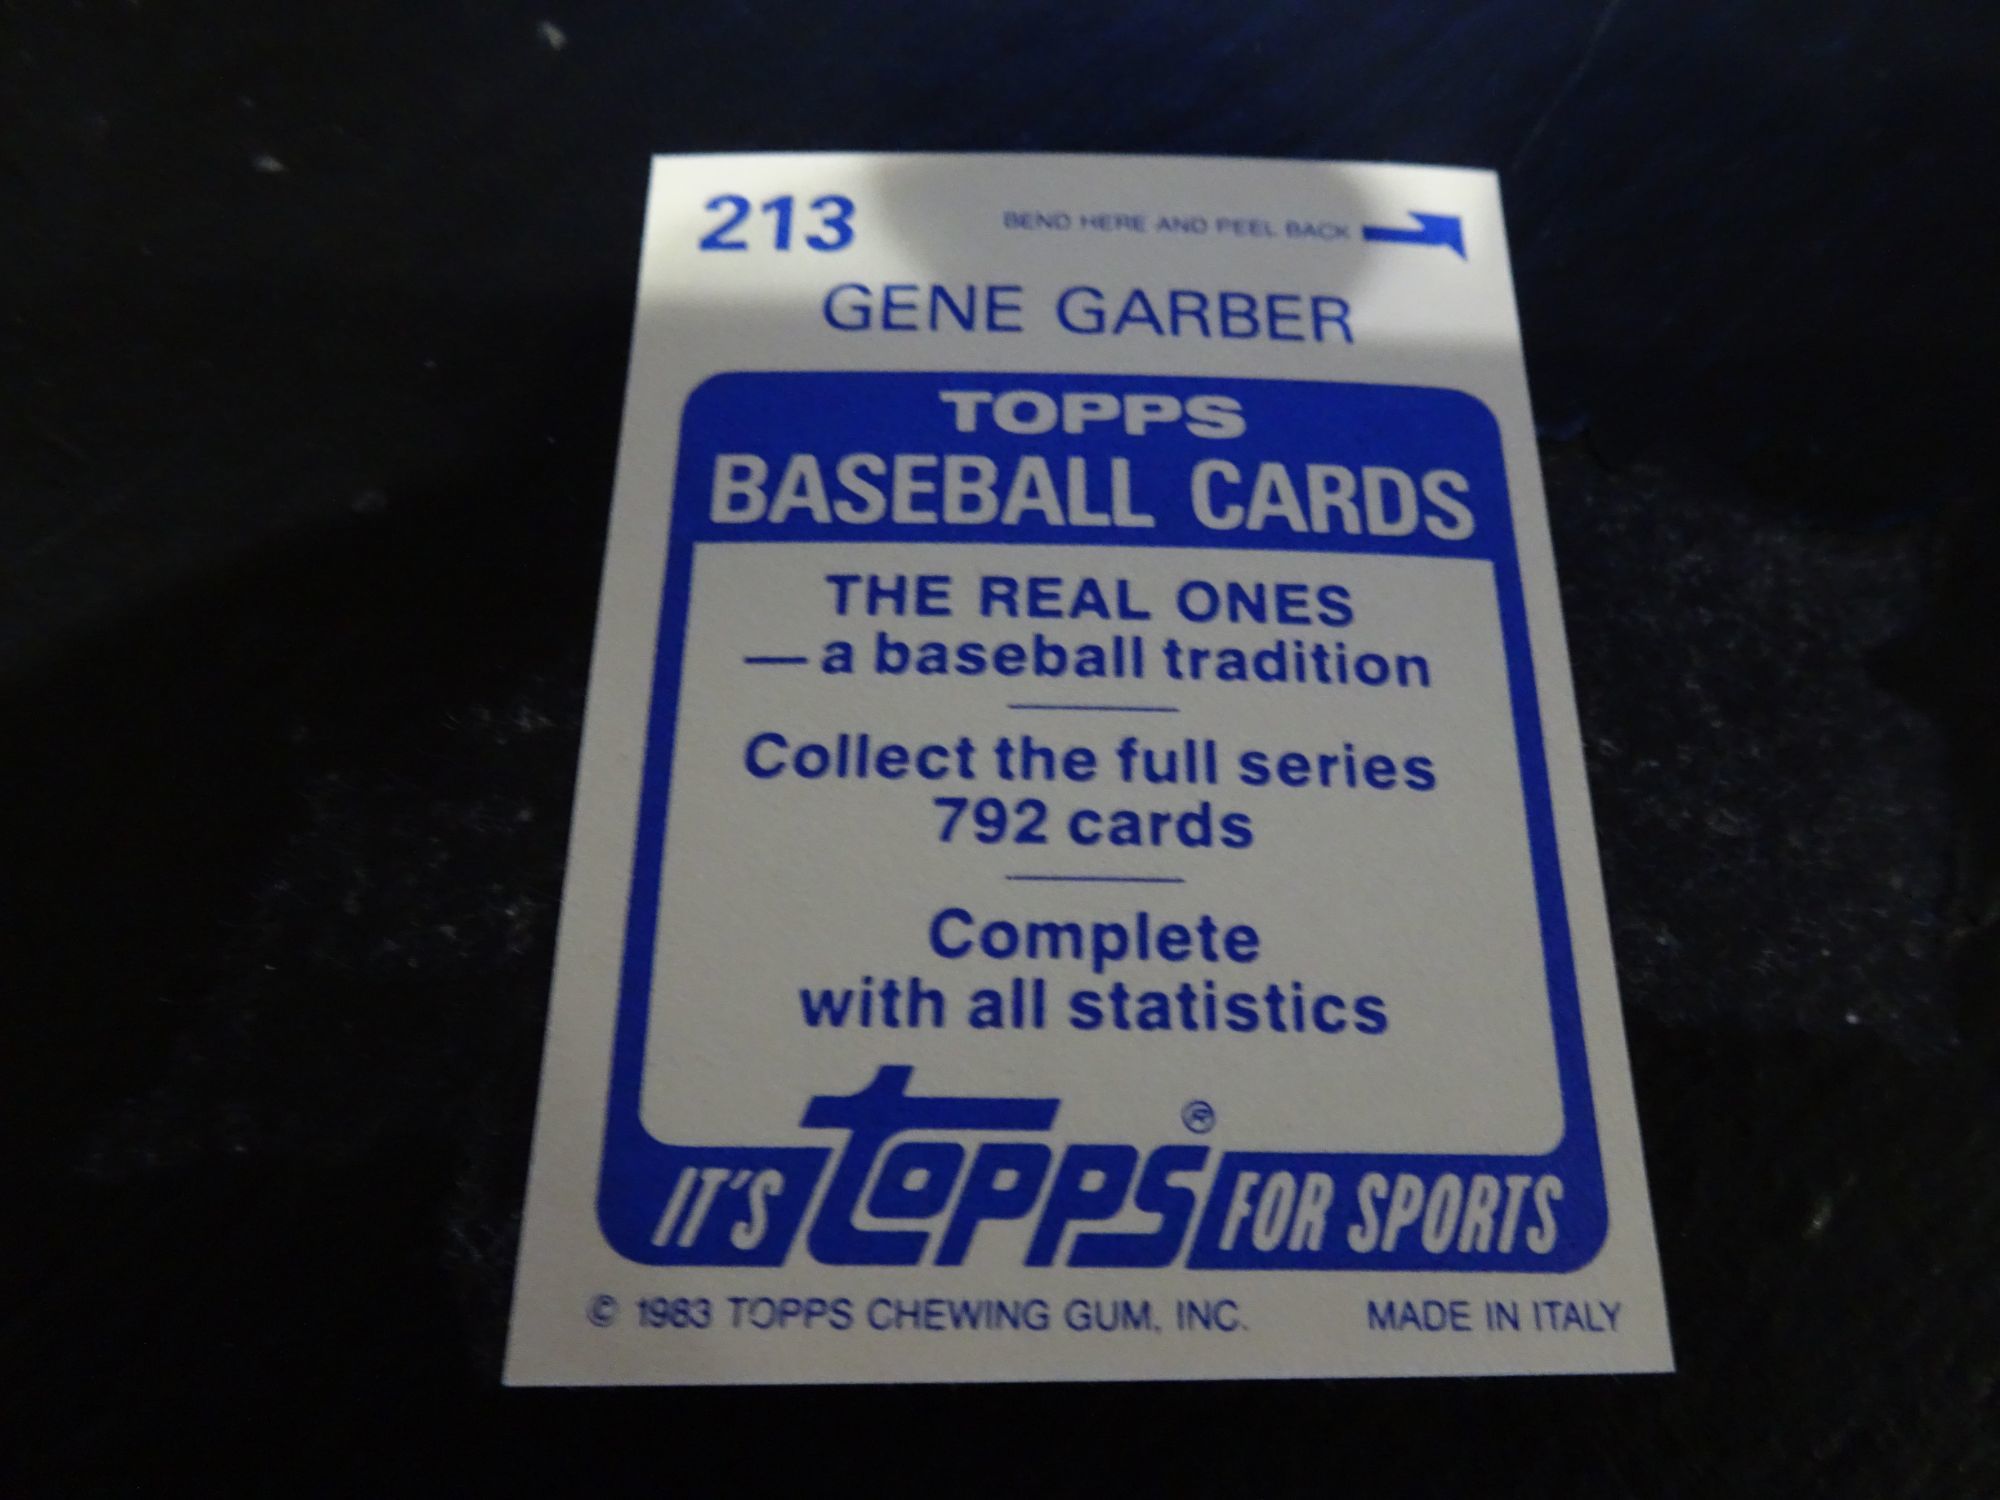 213
BEND HERE AND PEEL BACK
GENE GARBER
TOPPS
BASEBALL CARDS
THE REAL ONES
— a baseball tradition
Collect the full series
792 cards
Complete
with all statistics
IT'S topps® FOR SPORTS
© 1983 TOPPS CHEWING GUM, INC. MADE IN ITALY